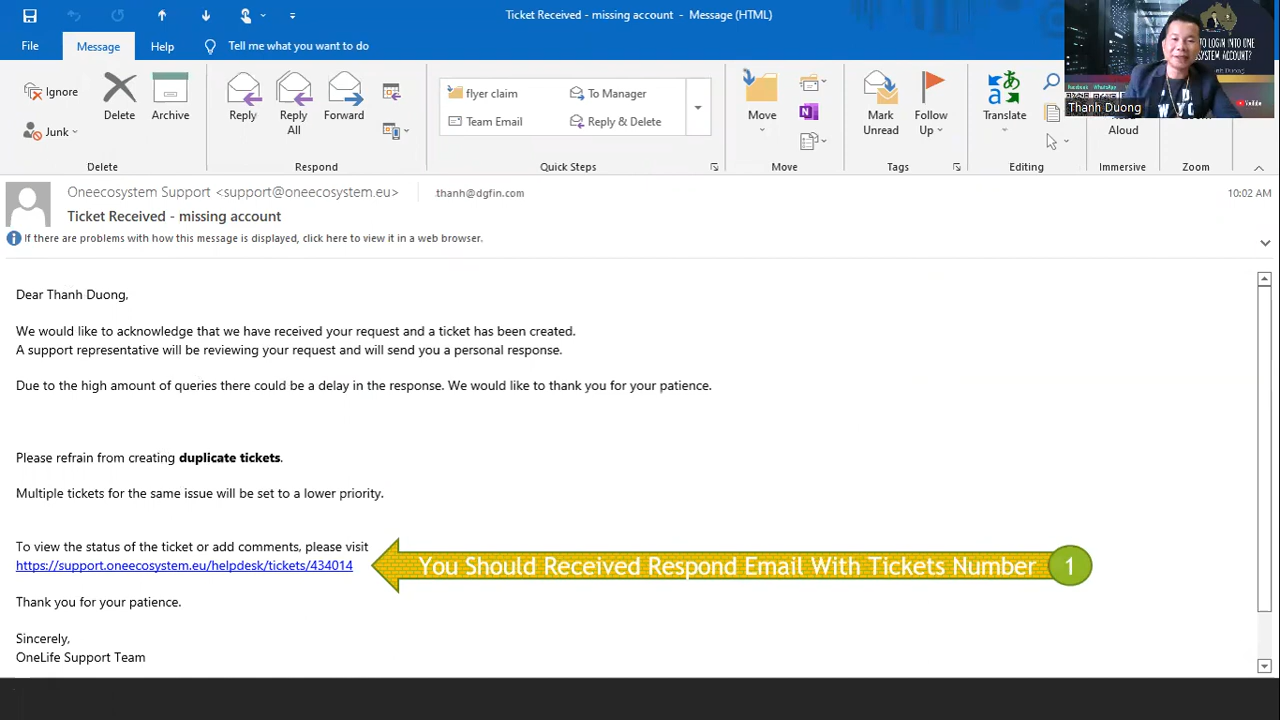 Ticket Received - missing account - Message (HTML)
File
Message
Help
Tell me what you want to do
Ignore
Junk
Delete
Archive
Delete
Reply
Reply All
Forward
Respond
flyer claim
To Manager
Team Email
Reply & Delete
Quick Steps
Move
Move
Mark Unread
Follow Up
Tags
Translate
Editing
Aloud
Immersive
Zoom
LOGIN INTO ONE
SYSTEM ACCOUNT?
Thanh Duong
YouTube
Thanh Duong
Oneecosystem Support <support@oneecosystem.eu>
thanh@dgfin.com
10:02 AM
Ticket Received - missing account
If there are problems with how this message is displayed, click here to view it in a web browser.
Dear Thanh Duong,
We would like to acknowledge that we have received your request and a ticket has been created.
A support representative will be reviewing your request and will send you a personal response.
Due to the high amount of queries there could be a delay in the response. We would like to thank you for your patience.
Please refrain from creating duplicate tickets.
Multiple tickets for the same issue will be set to a lower priority.
To view the status of the ticket or add comments, please visit
https://support.oneecosystem.eu/helpdesk/tickets/434014
You Should Received Respond Email With Tickets Number 1
Thank you for your patience.
Sincerely,
OneLife Support Team